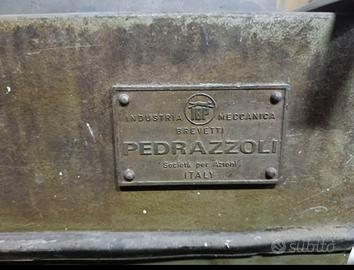 IBP
INDUSTRIA MECCANICA
BREVETTI
PEDRAZZOLI
Società per Azioni
ITALY
subito